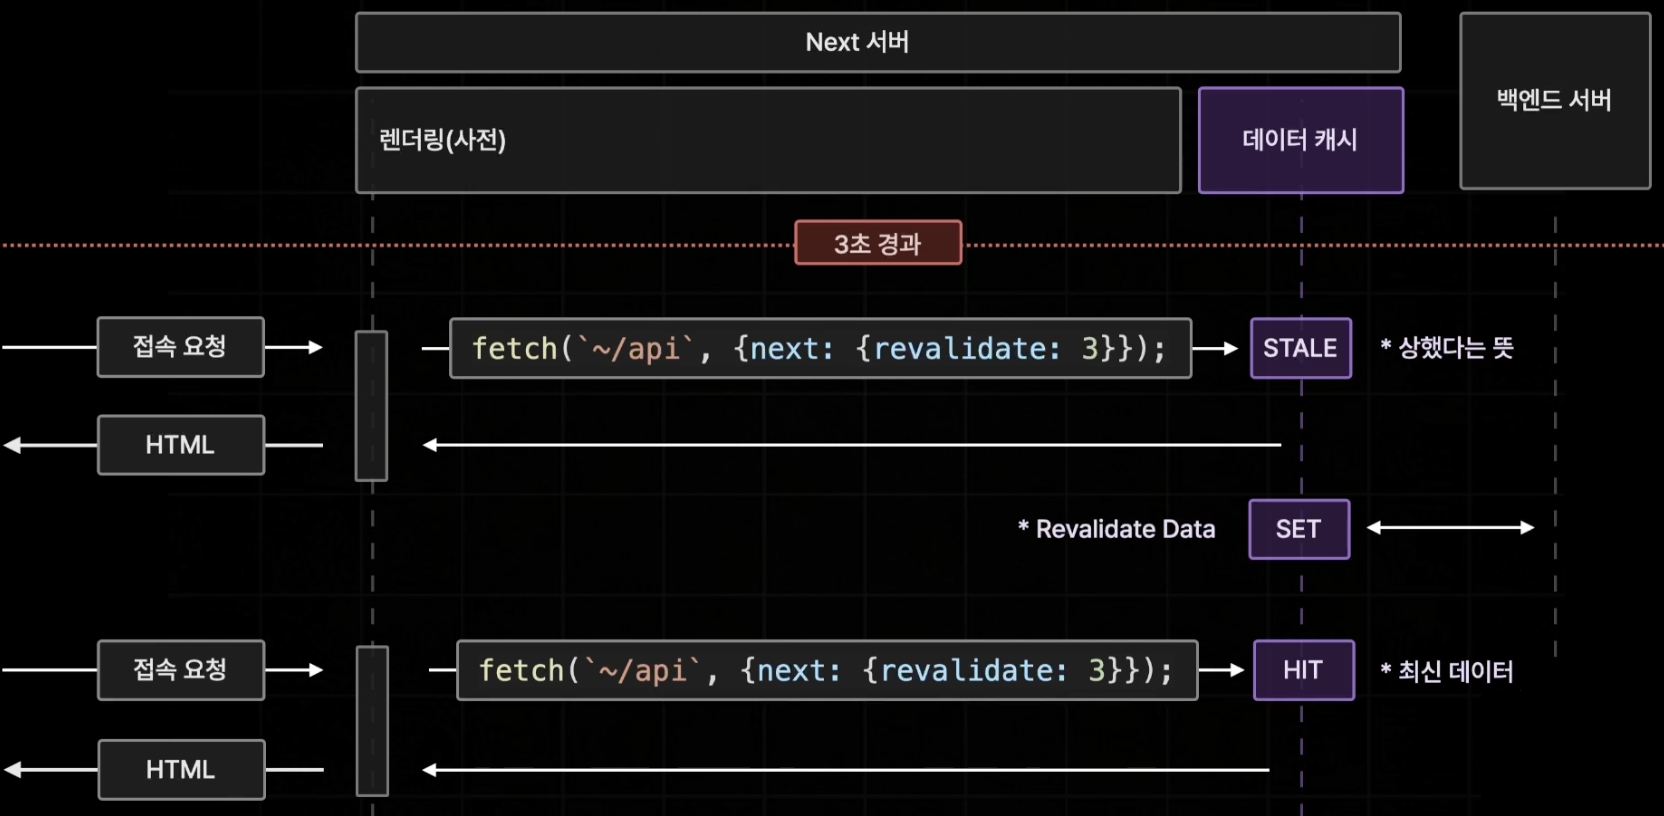 Next 서버
백엔드 서버
렌더링(사전)
데이터 캐시
3초 경과
접속 요청
fetch(`~/api`, {next: {revalidate: 3}});
STALE
* 상했다는 뜻
HTML
* Revalidate Data
SET
접속 요청
fetch(`~/api`, {next: {revalidate: 3}});
HIT
* 최신 데이터
HTML